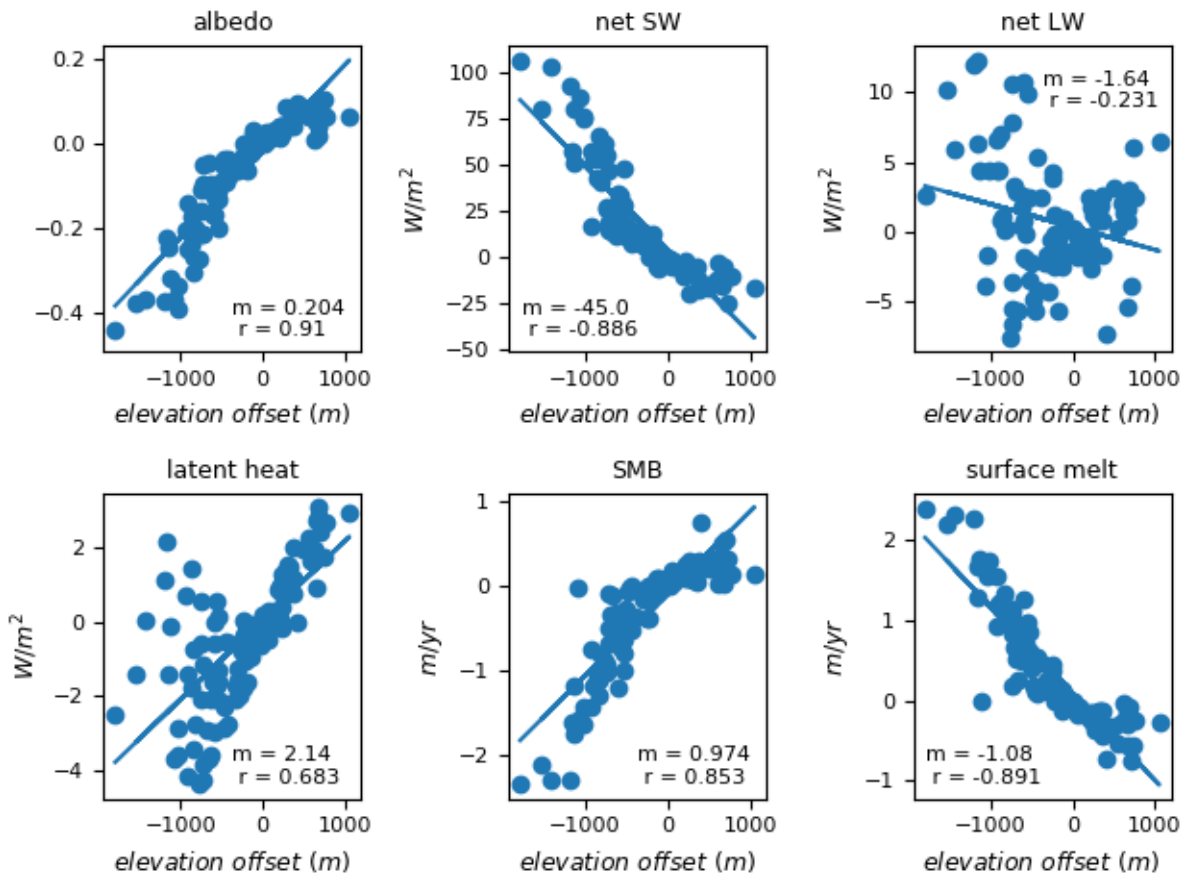 albedo
0.2
0.0
−0.2
−0.4
m = 0.204
r = 0.91
−1000 0 1000
elevation offset (m)
net SW
W/m²
100
75
50
25
0
−25
−50
m = -45.0
r = -0.886
−1000 0 1000
elevation offset (m)
net LW
W/m²
10
5
0
−5
m = -1.64
r = -0.231
−1000 0 1000
elevation offset (m)
latent heat
W/m²
2
0
−2
−4
m = 2.14
r = 0.683
−1000 0 1000
elevation offset (m)
SMB
m/yr
1
0
−1
−2
m = 0.974
r = 0.853
−1000 0 1000
elevation offset (m)
surface melt
m/yr
2
1
0
−1
m = -1.08
r = -0.891
−1000 0 1000
elevation offset (m)